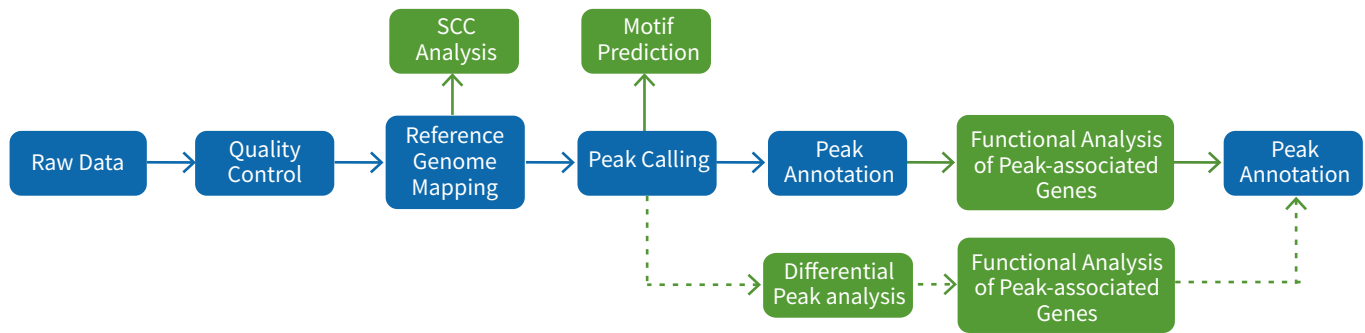 SCC
Analysis
Motif
Prediction
Raw Data
Quality
Control
Reference
Genome
Mapping
Peak Calling
Peak
Annotation
Functional Analysis
of Peak-associated
Genes
Peak
Annotation
Differential
Peak analysis
Functional Analysis
of Peak-associated
Genes